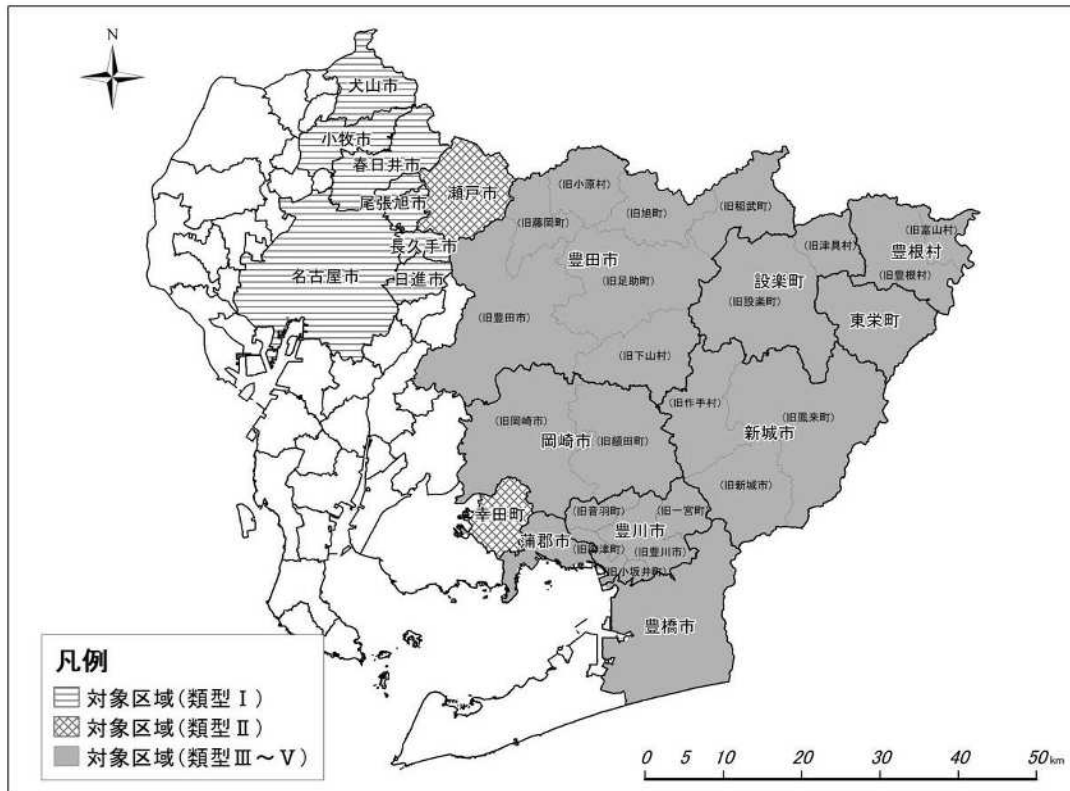 N
犬山市
小牧市
春日井市
尾張旭市
瀬戸市
長久手市
名古屋市
日進市
(旧小原村)
(旧藤岡町)
(旧旭町)
(旧稲武町)
豊田市
(旧足助町)
(旧豊田市)
(旧下山村)
(旧津具村)
設楽町
(旧設楽町)
(旧富山村)
豊根村
(旧豊根村)
東栄町
(旧岡崎市)
岡崎市
(旧額田町)
(旧作手村)
(旧鳳来町)
新城市
(旧新城市)
幸田町
蒲郡市
(旧音羽町)
(旧一宮町)
豊川市
(旧御津町)
(旧豊川市)
(旧小坂井町)
豊橋市
凡例
対象区域(類型Ⅰ)
対象区域(類型Ⅱ)
対象区域(類型Ⅲ～Ⅴ)
0 10 20 30 40 50km